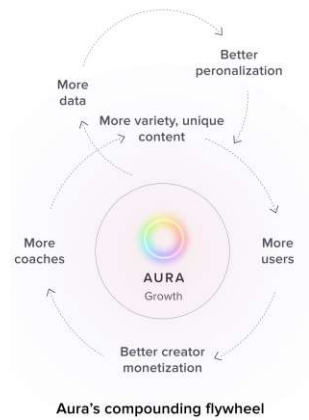 Better
peronalization
More
data
More variety, unique
content
More
coaches
More
users
AURA
Growth
Better creator
monetization
Aura's compounding flywheel